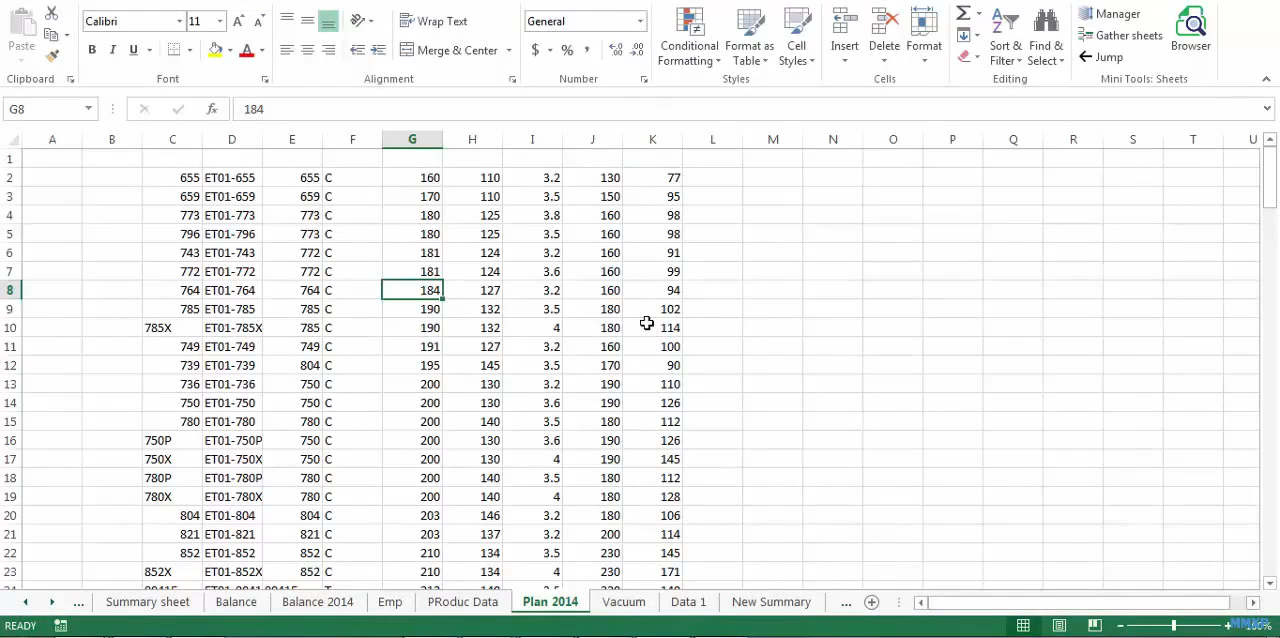 Calibri 11 Wrap Text General Manager
Paste B I U Merge & Center $ % , Conditional Formatting Format as Table Cell Styles Insert Delete Format Sort & Filter Find & Select Gather sheets Jump Browser
Clipboard Font Alignment Number Styles Cells Editing Mini Tools: Sheets
G8 fx 184
A B C D E F G H I J K L M N O P Q R S T U
1
2 655 ET01-655 655 C 160 110 3.2 130 77
3 659 ET01-659 659 C 170 110 3.5 150 95
4 773 ET01-773 773 C 180 125 3.8 160 98
5 796 ET01-796 773 C 180 125 3.5 160 98
6 743 ET01-743 772 C 181 124 3.2 160 91
7 772 ET01-772 772 C 181 124 3.6 160 99
8 764 ET01-764 764 C 184 127 3.2 160 94
9 785 ET01-785 785 C 190 132 3.5 180 102
10 785X ET01-785X 785 C 190 132 4 180 114
11 749 ET01-749 749 C 191 127 3.2 160 100
12 739 ET01-739 804 C 195 145 3.5 170 90
13 736 ET01-736 750 C 200 130 3.2 190 110
14 750 ET01-750 750 C 200 130 3.6 190 126
15 780 ET01-780 780 C 200 140 3.5 180 112
16 750P ET01-750P 750 C 200 130 3.6 190 126
17 750X ET01-750X 750 C 200 130 4 190 145
18 780P ET01-780P 780 C 200 140 3.5 180 112
19 780X ET01-780X 780 C 200 140 4 180 128
20 804 ET01-804 804 C 203 146 3.2 180 106
21 821 ET01-821 821 C 203 137 3.2 200 114
22 852 ET01-852 852 C 210 134 3.5 230 145
23 852X ET01-852X 852 C 210 134 4 230 171
... Summary sheet Balance Balance 2014 Emp PRoduc Data Plan 2014 Vacuum Data 1 New Summary ...
READY